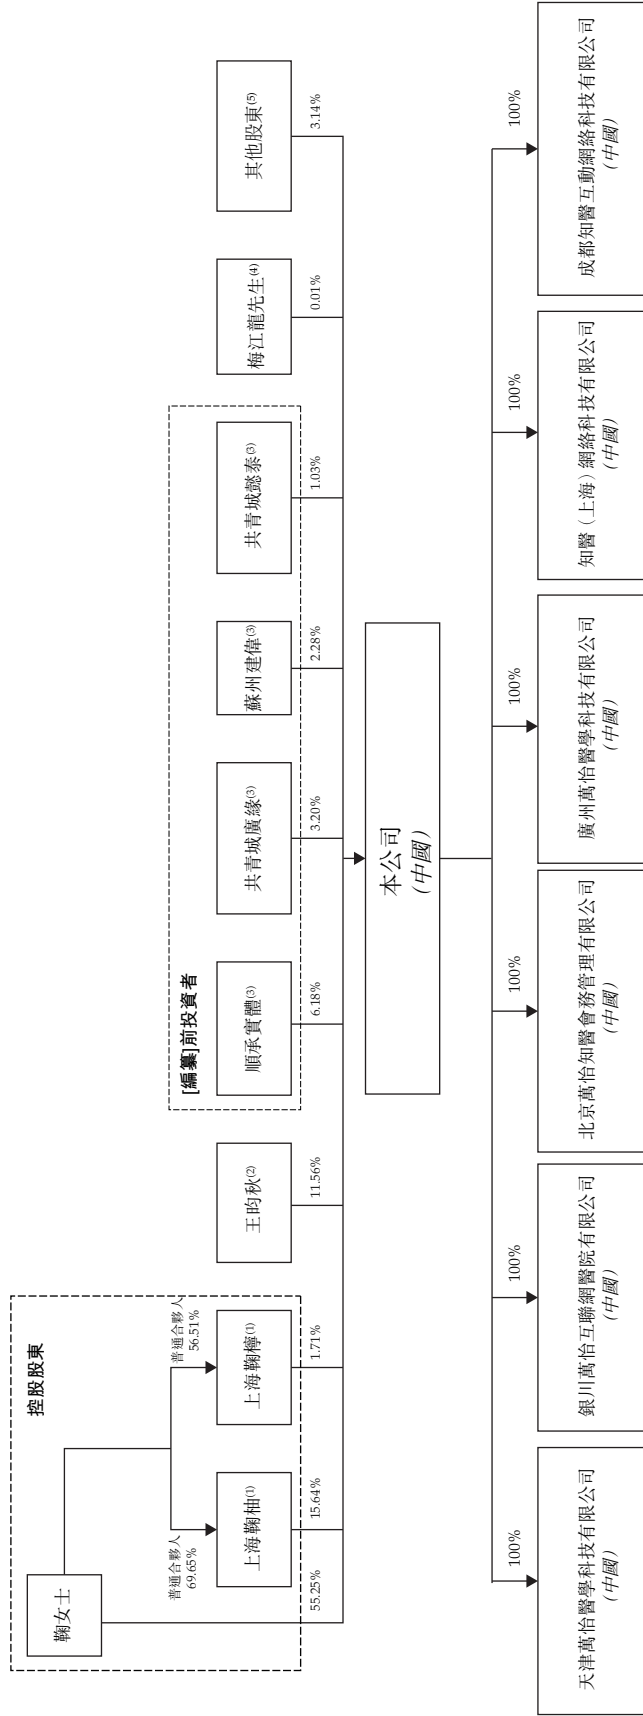 控股股東
鞠女士
普通合夥人
69.65%
普通合夥人
56.51%
[編纂]前投資者
上海鞠柚(1)
上海鞠檸(1)
王昀秋(2)
順承實體(3)
共青城廣緣(3)
蘇州建偉(3)
共青城懿泰(3)
梅江龍先生(4)
其他股東(5)
55.25%
15.64%
1.71%
11.56%
6.18%
3.20%
2.28%
1.03%
0.01%
3.14%
本公司
(中國)
100%
100%
100%
100%
100%
100%
天津萬怡醫學科技有限公司
(中國)
銀川萬怡互聯網醫院有限公司
(中國)
北京萬怡知醫會務管理有限公司
(中國)
廣州萬怡醫學科技有限公司
(中國)
知醫（上海）網絡科技有限公司
(中國)
成都知醫互動網絡科技有限公司
(中國)